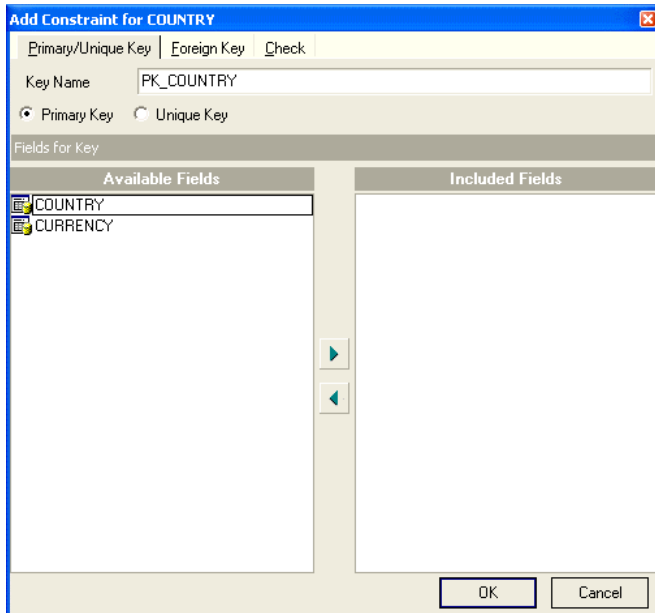 Add Constraint for COUNTRY
Primary/Unique Key Foreign Key Check
Key Name PK_COUNTRY
Primary Key Unique Key
Fields for Key
Available Fields Included Fields
COUNTRY
CURRENCY
OK Cancel